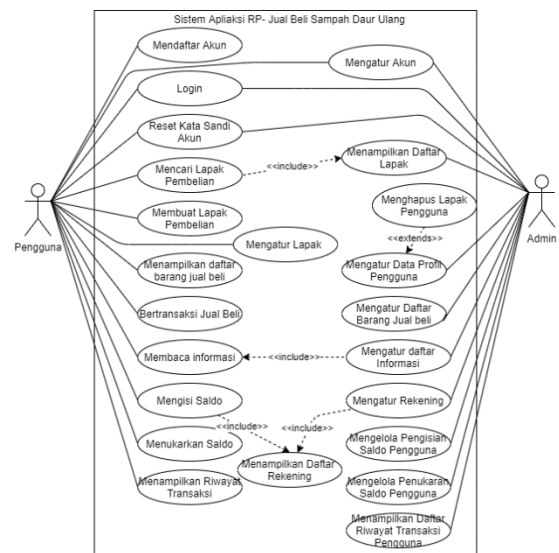 Sistem Apliaksi RP- Jual Beli Sampah Daur Ulang
Mendaftar Akun
Mengatur Akun
Login
Reset Kata Sandi
Akun
Mencari Lapak
Pembelian
<<include>>
Menampilkan Daftar
Lapak
Menghapus Lapak
Pengguna
Membuat Lapak
Pembelian
<<extends>>
Pengguna
Admin
Mengatur Lapak
Menampilkan daftar
barang jual beli
Mengatur Data Profil
Pengguna
Bertransaksi Jual Beli
Mengatur Daftar
Barang Jual beli
Membaca informasi
<<include>>
Mengatur daftar
Informasi
Mengisi Saldo
Mengatur Rekening
<<include>>
<<include>>
Menukarkan Saldo
Menampilkan Daftar
Rekening
Mengelola Pengisian
Saldo Pengguna
Menampilkan Riwayat
Transaksi
Mengelola Penukaran
Saldo Pengguna
Menampilkan Daftar
Riwayat Transaksi
Pengguna